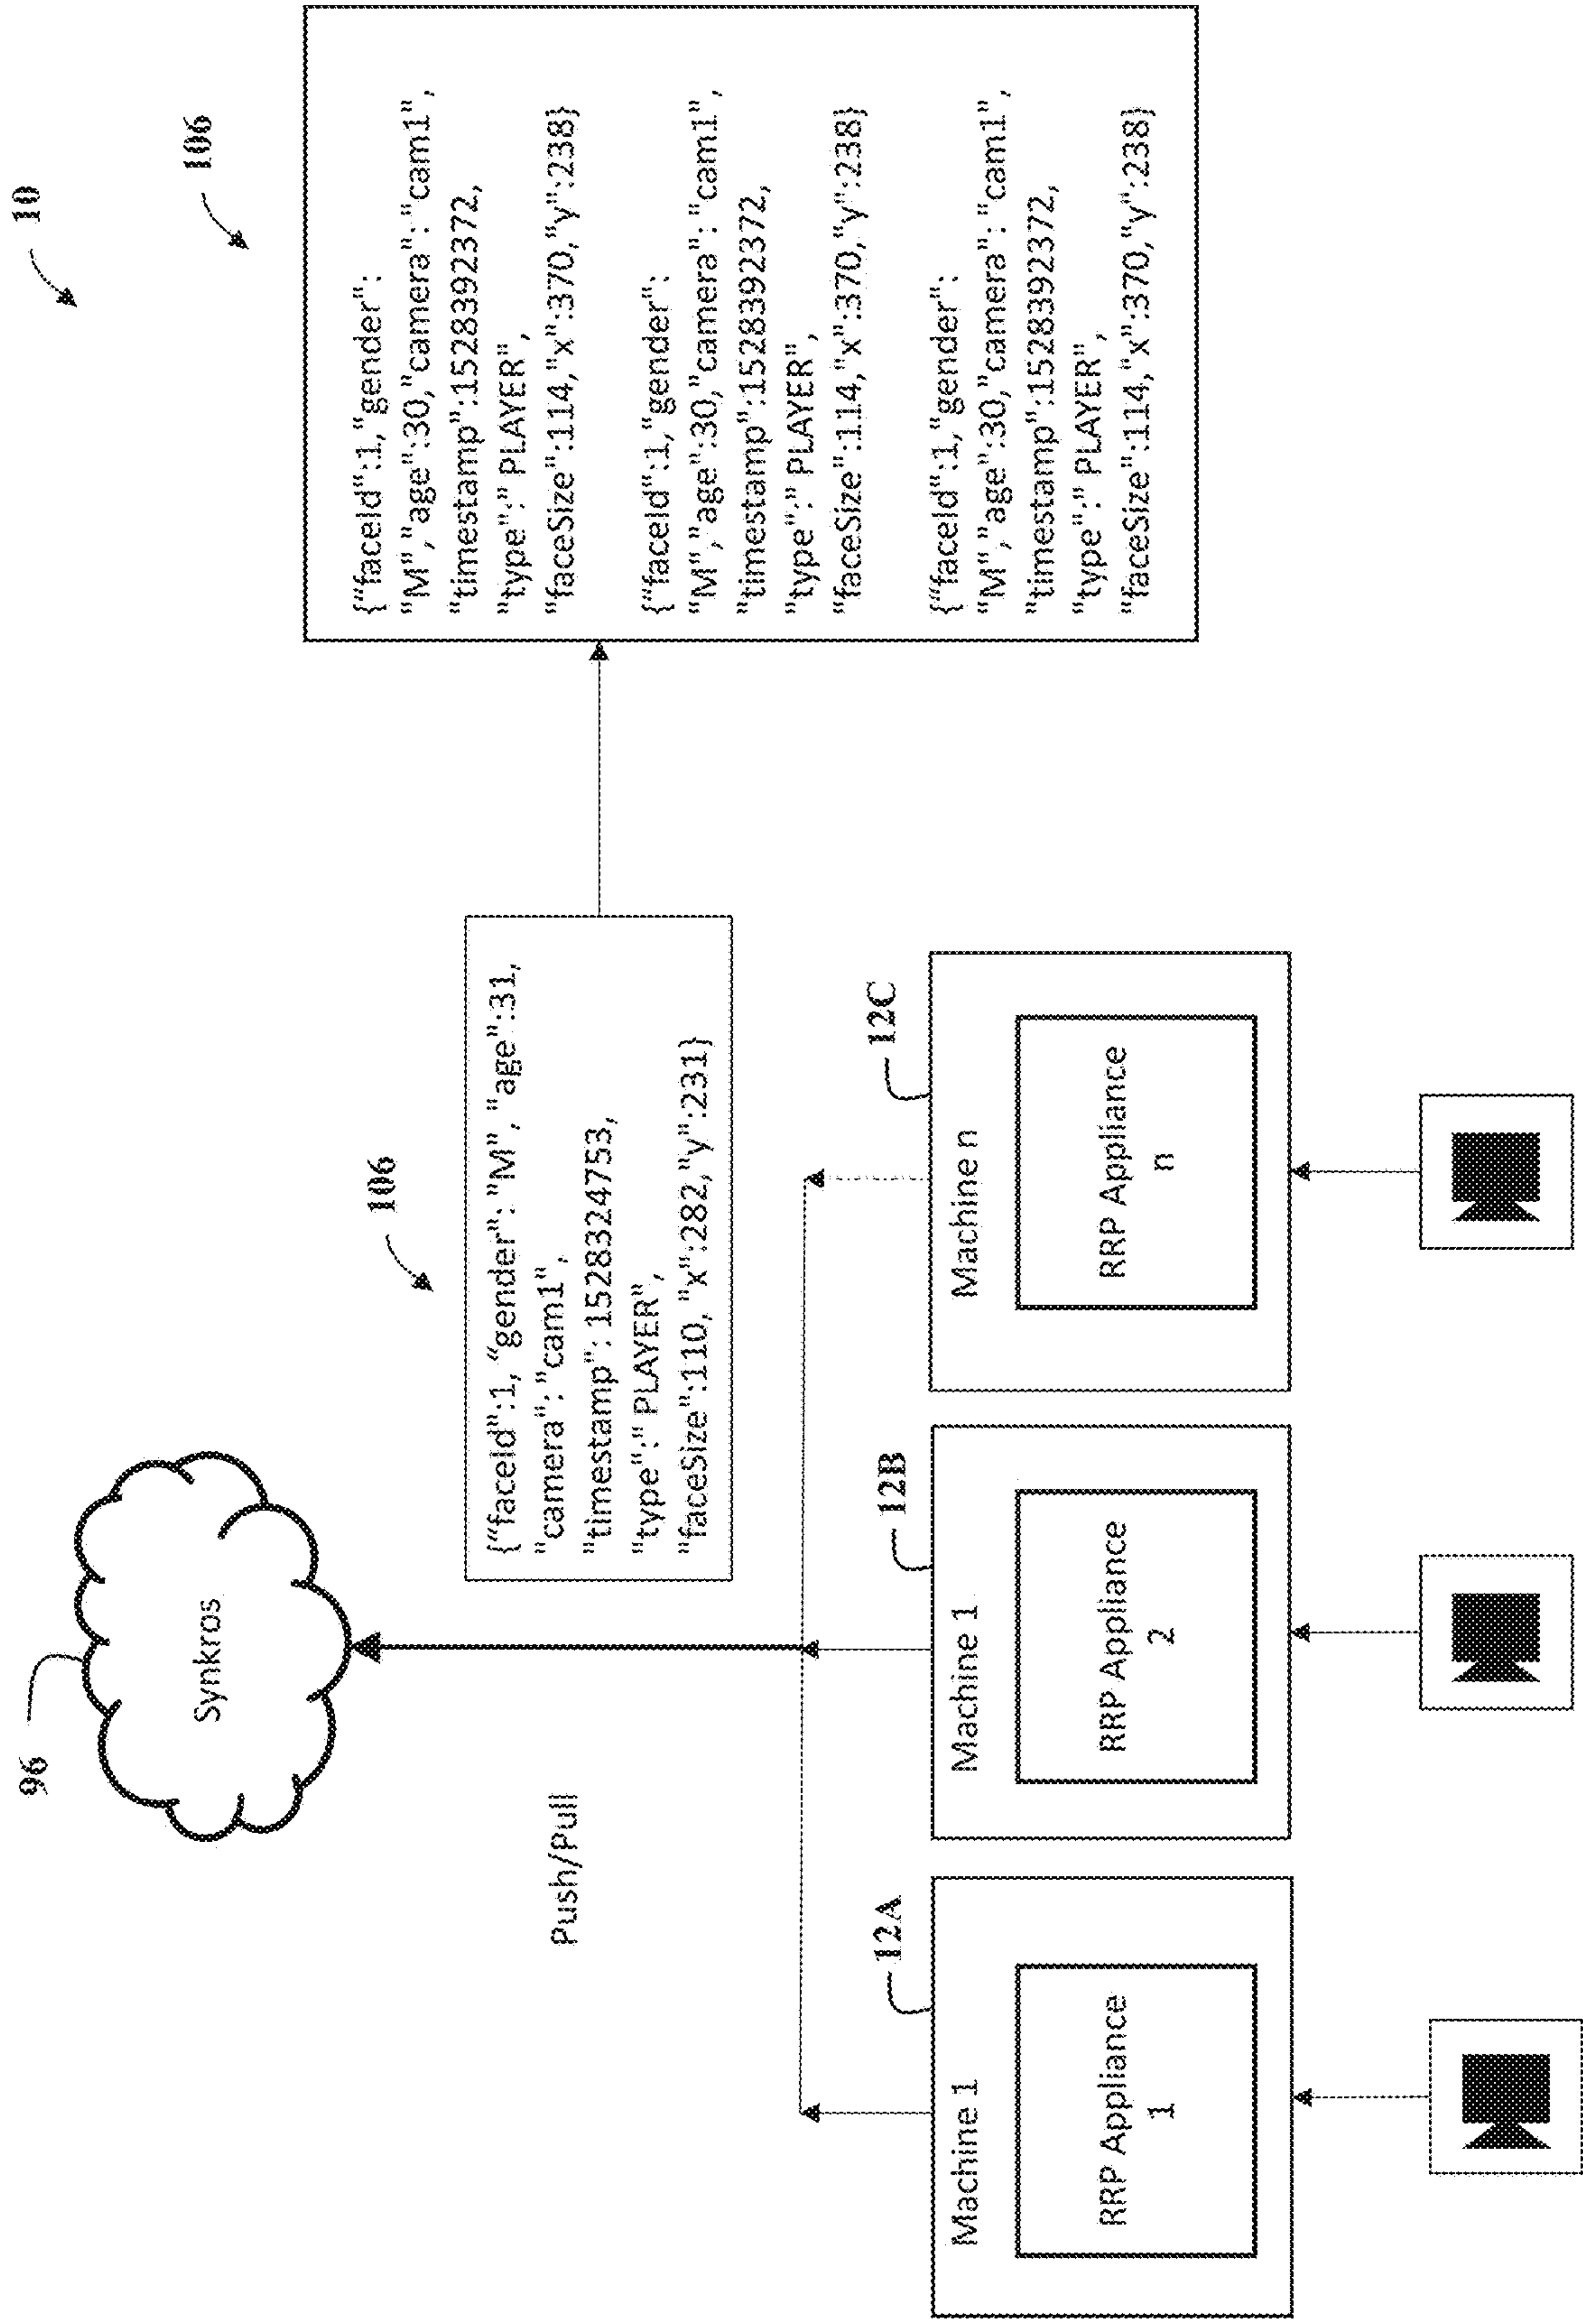 10
106
96
Synkros
Push/Pull
106
{"faceId":1, "gender": "M", "age":31,
"camera": "cam1",
"timestamp": 1528324753,
"type":" PLAYER",
"faceSize":110, "x":282, "y":231}
{"faceId":1,"gender":
"M","age":30,"camera": "cam1",
"timestamp":1528392372,
"type":" PLAYER",
"faceSize":114,"x":370,"y":238}
{"faceId":1,"gender":
"M","age":30,"camera": "cam1",
"timestamp":1528392372,
"type":" PLAYER",
"faceSize":114,"x":370,"y":238}
{"faceId":1,"gender":
"M","age":30,"camera": "cam1",
"timestamp":1528392372,
"type":" PLAYER",
"faceSize":114,"x":370,"y":238}
12A
Machine 1
RRP Appliance
1
12B
Machine 1
RRP Appliance
2
12C
Machine n
RRP Appliance
n